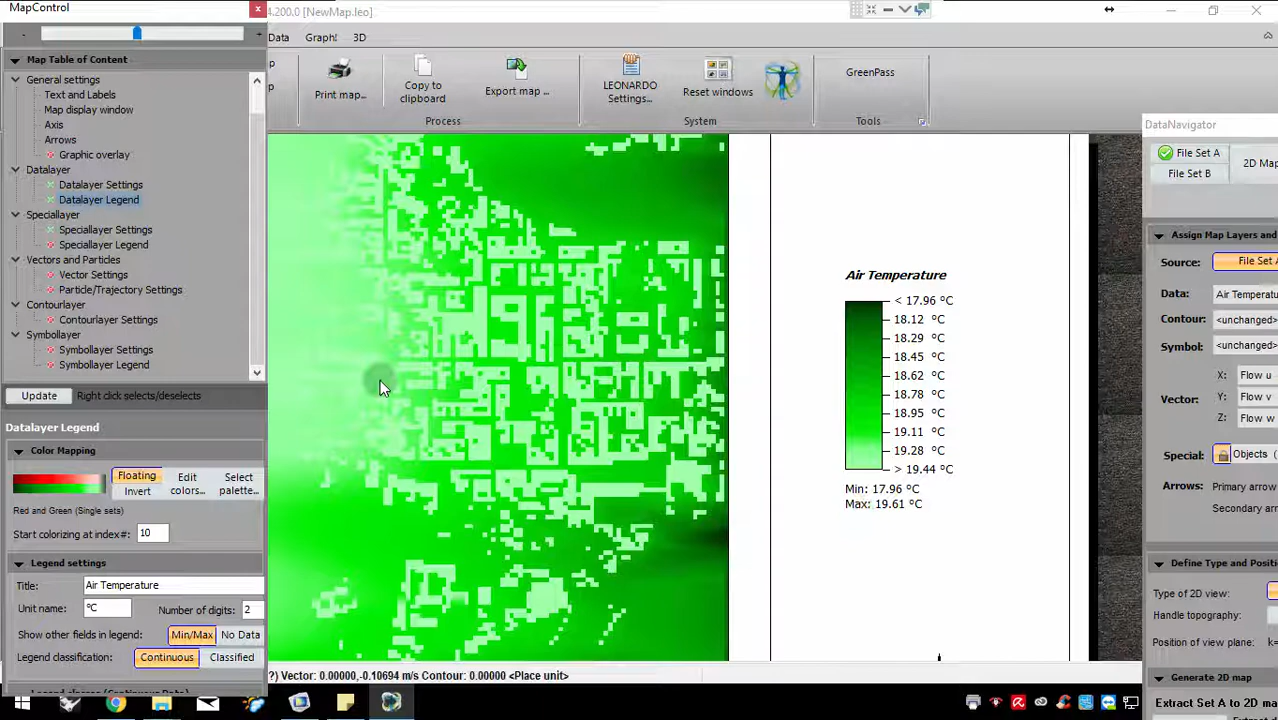 MapControl
4.200.0 [NewMap.leo]
- +
Data Graph! 3D
Map Table of Content
General settings
Text and Labels
Map display window
Axis
Arrows
Graphic overlay
Datalayer
Datalayer Settings
Datalayer Legend
Speciallayer
Speciallayer Settings
Speciallayer Legend
Vectors and Particles
Vector Settings
Particle/Trajectory Settings
Contourlayer
Contourlayer Settings
Symbollayer
Symbollayer Settings
Symbollayer Legend
Update Right click selects/deselects
Datalayer Legend
Color Mapping
Floating
Invert
Edit
colors...
Select
palette...
Red and Green (Single sets)
Start colorizing at index#: 10
Legend settings
Title: Air Temperature
Unit name: °C Number of digits: 2
Show other fields in legend: Min/Max No Data
Legend classification: Continuous Classified
Print map...
Copy to
clipboard
Export map ...
Process
LEONARDO
Settings...
Reset windows
System
GreenPass
Tools
Air Temperature
< 17.96 °C
18.12 °C
18.29 °C
18.45 °C
18.62 °C
18.78 °C
18.95 °C
19.11 °C
19.28 °C
> 19.44 °C
Min: 17.96 °C
Max: 19.61 °C
?) Vector: 0.00000,-0.10694 m/s Contour: 0.00000 <Place unit>
DataNavigator
File Set A
File Set B
2D Map
Assign Map Layers and
Source: File Set A
Data: Air Temperatur
Contour: <unchanged>
Symbol: <unchanged>
X: Flow u
Vector: Y: Flow v
Z: Flow
Special: Objects (
Arrows: Primary arrow
Secondary
Define Type and Positi
Type of 2D view:
Handle topography:
Position of view plane:
Generate 2D map
Extract Set A to 2D ma